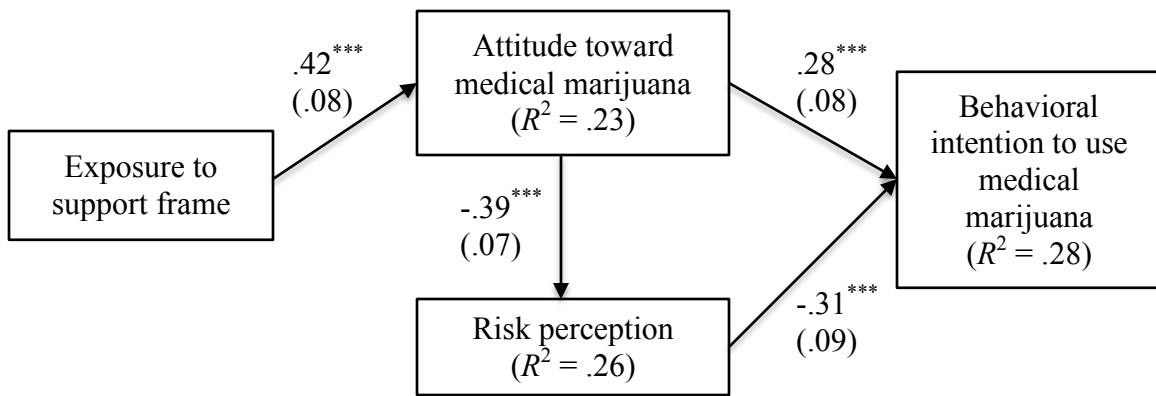 Exposure to
support frame
.42***
(.08)
Attitude toward
medical marijuana
(R² = .23)
-.39***
(.07)
Risk perception
(R² = .26)
.28***
(.08)
-.31***
(.09)
Behavioral
intention to use
medical
marijuana
(R² = .28)